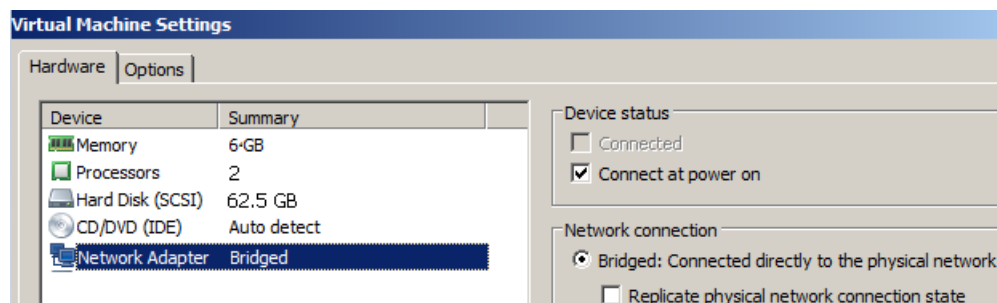 Virtual Machine Settings
Hardware Options
Device Summary
Memory 6 GB
Processors 2
Hard Disk (SCSI) 62.5 GB
CD/DVD (IDE) Auto detect
Network Adapter Bridged
Device status
Connected
Connect at power on
Network connection
Bridged: Connected directly to the physical network
Replicate physical network connection state